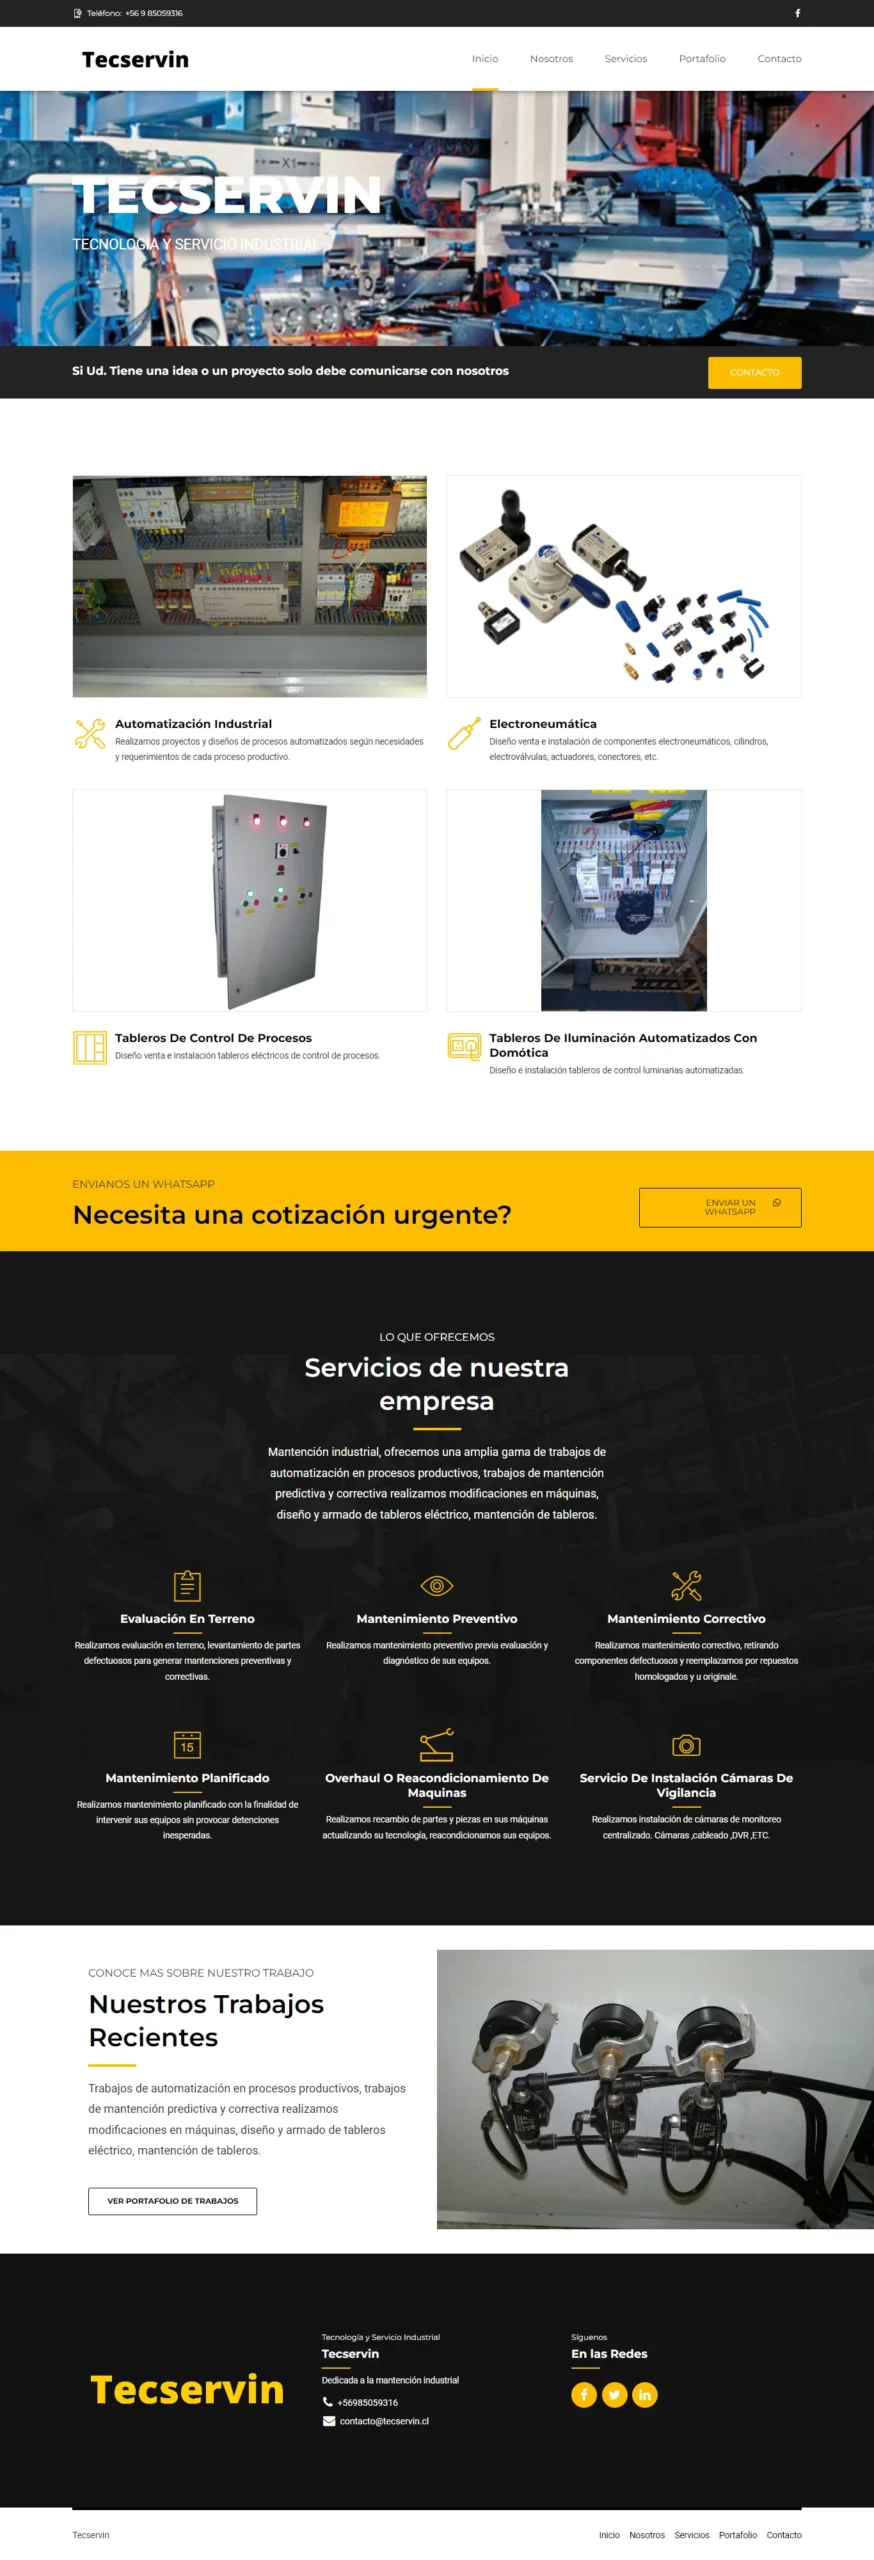 Teléfono: +56 9 85059316
Tecservin
Inicio
Nosotros
Servicios
Portafolio
Contacto
TECSERVIN
TECNOLOGÍA Y SERVICIO INDUSTRIAL
Si Ud. Tiene una idea o un proyecto solo debe comunicarse con nosotros
CONTACTO
Automatización Industrial
Realizamos proyectos y diseños de procesos automatizados según necesidades
y requerimientos de cada proceso productivo.
Electroneumática
Diseño venta e instalación de componentes electroneumáticos, cilindros,
electroválvulas, actuadores, conectores, etc.
Tableros De Control De Procesos
Diseño venta e instalación tableros eléctricos de control de procesos.
Tableros De Iluminación Automatizados Con
Domótica
Diseño e instalación tableros de control luminarias automatizadas.
ENVIANOS UN WHATSAPP
Necesita una cotización urgente?
ENVIAR UN
WHATSAPP
LO QUE OFRECEMOS
Servicios de nuestra
empresa
Mantención industrial, ofrecemos una amplia gama de trabajos de
automatización en procesos productivos, trabajos de mantención
predictiva y correctiva realizamos modificaciones en máquinas,
diseño y armado de tableros eléctrico, mantención de tableros.
Evaluación En Terreno
Realizamos evaluación en terreno, levantamiento de partes
defectuosos para generar mantenciones preventivas y
correctivas.
Mantenimiento Preventivo
Realizamos mantenimiento preventivo previa evaluación y
diagnóstico de sus equipos.
Mantenimiento Correctivo
Realizamos mantenimiento correctivo, retirando
componentes defectuosos y reemplazamos por repuestos
homologados y u originale.
15
Mantenimiento Planificado
Realizamos mantenimiento planificado con la finalidad de
intervenir sus equipos sin provocar detenciones
inesperadas.
Overhaul O Reacondicionamiento De
Maquinas
Realizamos recambio de partes y piezas en sus máquinas
actualizando su tecnología, reacondicionamos sus equipos.
Servicio De Instalación Cámaras De
Vigilancia
Realizamos instalación de cámaras de monitoreo
centralizado. Cámaras ,cableado ,DVR ,ETC.
CONOCE MAS SOBRE NUESTRO TRABAJO
Nuestros Trabajos
Recientes
Trabajos de automatización en procesos productivos, trabajos
de mantención predictiva y correctiva realizamos
modificaciones en máquinas, diseño y armado de tableros
eléctrico, mantención de tableros.
VER PORTAFOLIO DE TRABAJOS
Tecservin
Tecnología y Servicio Industrial
Tecservin
Dedicada a la mantención industrial
+56985059316
contacto@tecservin.cl
Síguenos
En las Redes
Tecservin
Inicio
Nosotros
Servicios
Portafolio
Contacto